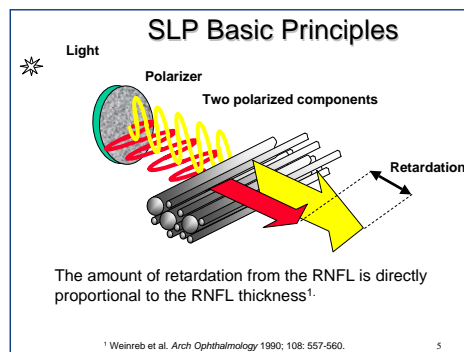 SLP Basic Principles
Light
Polarizer
Two polarized components
Retardation
The amount of retardation from the RNFL is directly
proportional to the RNFL thickness¹.
¹ Weinreb et al. Arch Ophthalmology 1990; 108: 557-560.
5